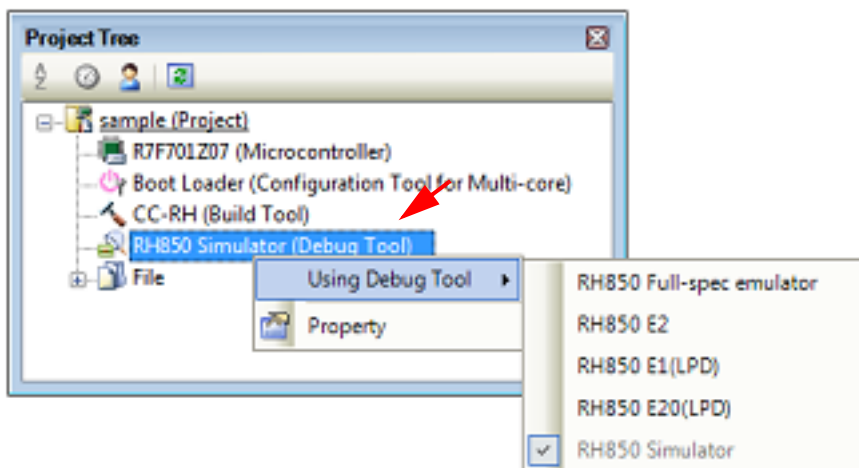 Project Tree
sample (Project)
R7F701Z07 (Microcontroller)
Boot Loader (Configuration Tool for Multi-core)
CC-RH (Build Tool)
RH850 Simulator (Debug Tool)
File
Using Debug Tool
Property
RH850 Full-spec emulator
RH850 E2
RH850 E1(LPD)
RH850 E20(LPD)
RH850 Simulator